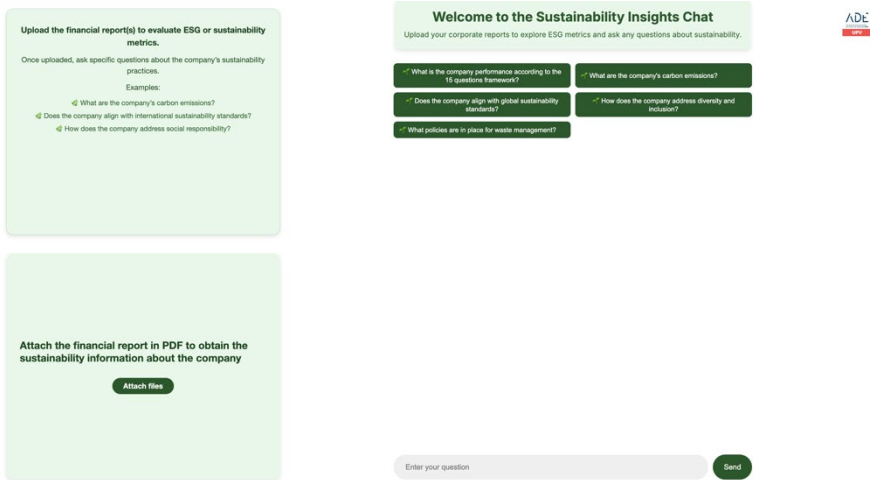 Upload the financial report(s) to evaluate ESG or sustainability
metrics.
Once uploaded, ask specific questions about the company's sustainability
practices.
Examples:
What are the company's carbon emissions?
Does the company align with international sustainability standards?
How does the company address social responsibility?
Attach the financial report in PDF to obtain the
sustainability information about the company
Attach files
Welcome to the Sustainability Insights Chat
Upload your corporate reports to explore ESG metrics and ask any questions about sustainability.
What is the company performance according to the
15 questions framework?
What are the company's carbon emissions?
Does the company align with global sustainability
standards?
How does the company address diversity and
inclusion?
What policies are in place for waste management?
Enter your question
Send
ADE
UPV